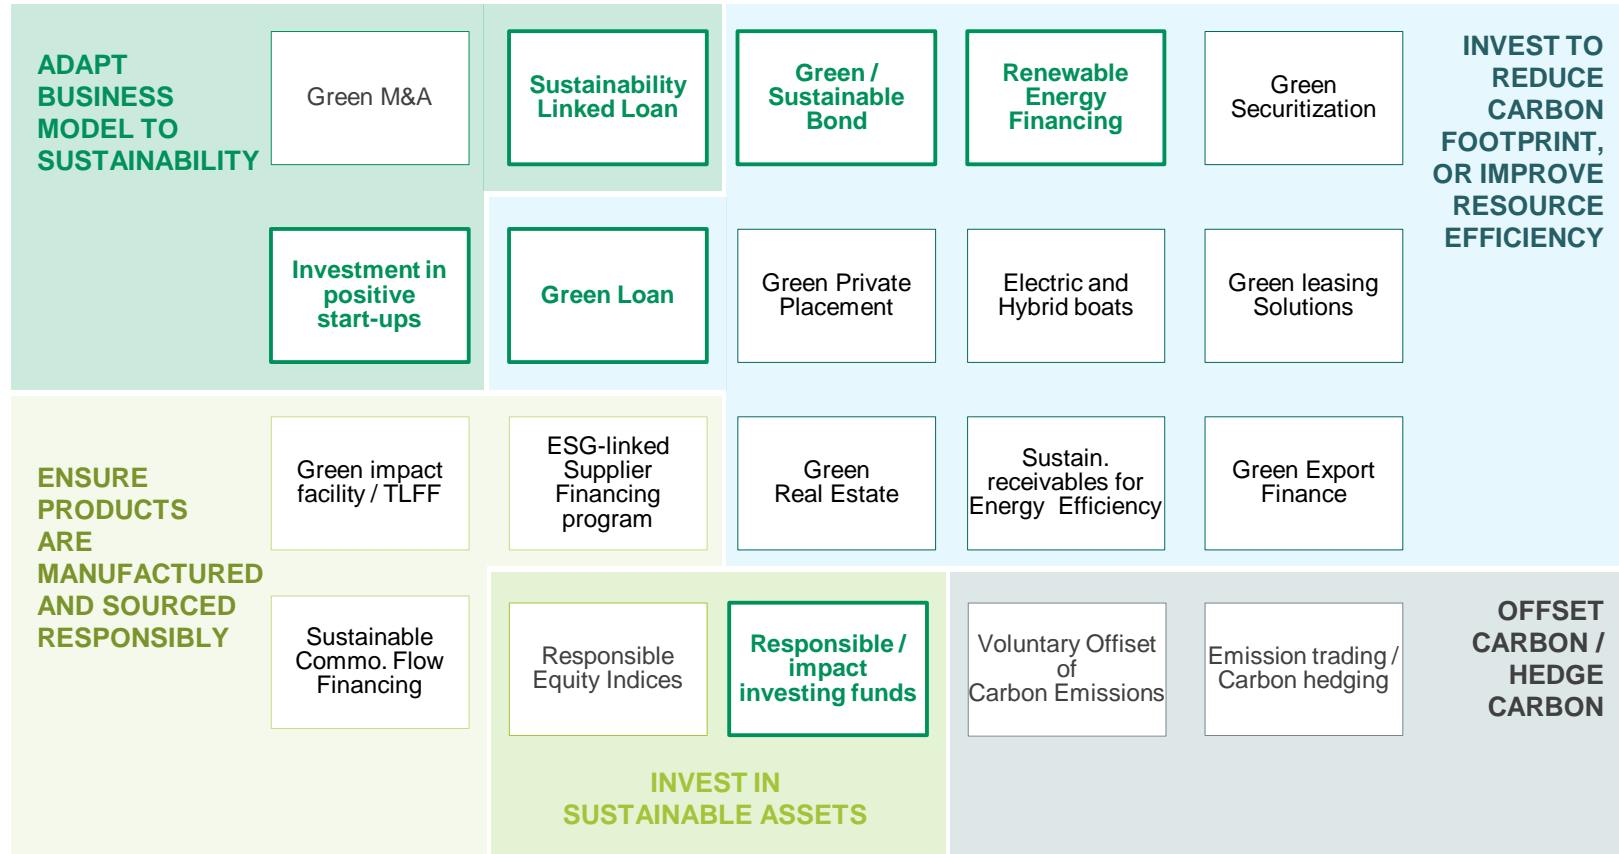 ADAPT
BUSINESS
MODEL TO
SUSTAINABILITY
Green M&A
Sustainability
Linked Loan
Green /
Sustainable
Bond
Renewable
Energy
Financing
Green
Securitization
INVEST TO
REDUCE
CARBON
FOOTPRINT,
OR IMPROVE
RESOURCE
EFFICIENCY
Investment in
positive
start-ups
Green Loan
Green Private
Placement
Electric and
Hybrid boats
Green leasing
Solutions
ENSURE
PRODUCTS
ARE
MANUFACTURED
AND SOURCED
RESPONSIBLY
Green impact
facility / TLFF
ESG-linked
Supplier
Financing
program
Green
Real Estate
Sustain.
receivables for
Energy Efficiency
Green Export
Finance
Sustainable
Commo. Flow
Financing
Responsible
Equity Indices
Responsible /
impact
investing funds
Voluntary Offiset
of
Carbon Emissions
Emission trading /
Carbon hedging
OFFSET
CARBON /
HEDGE
CARBON
INVEST IN
SUSTAINABLE ASSETS